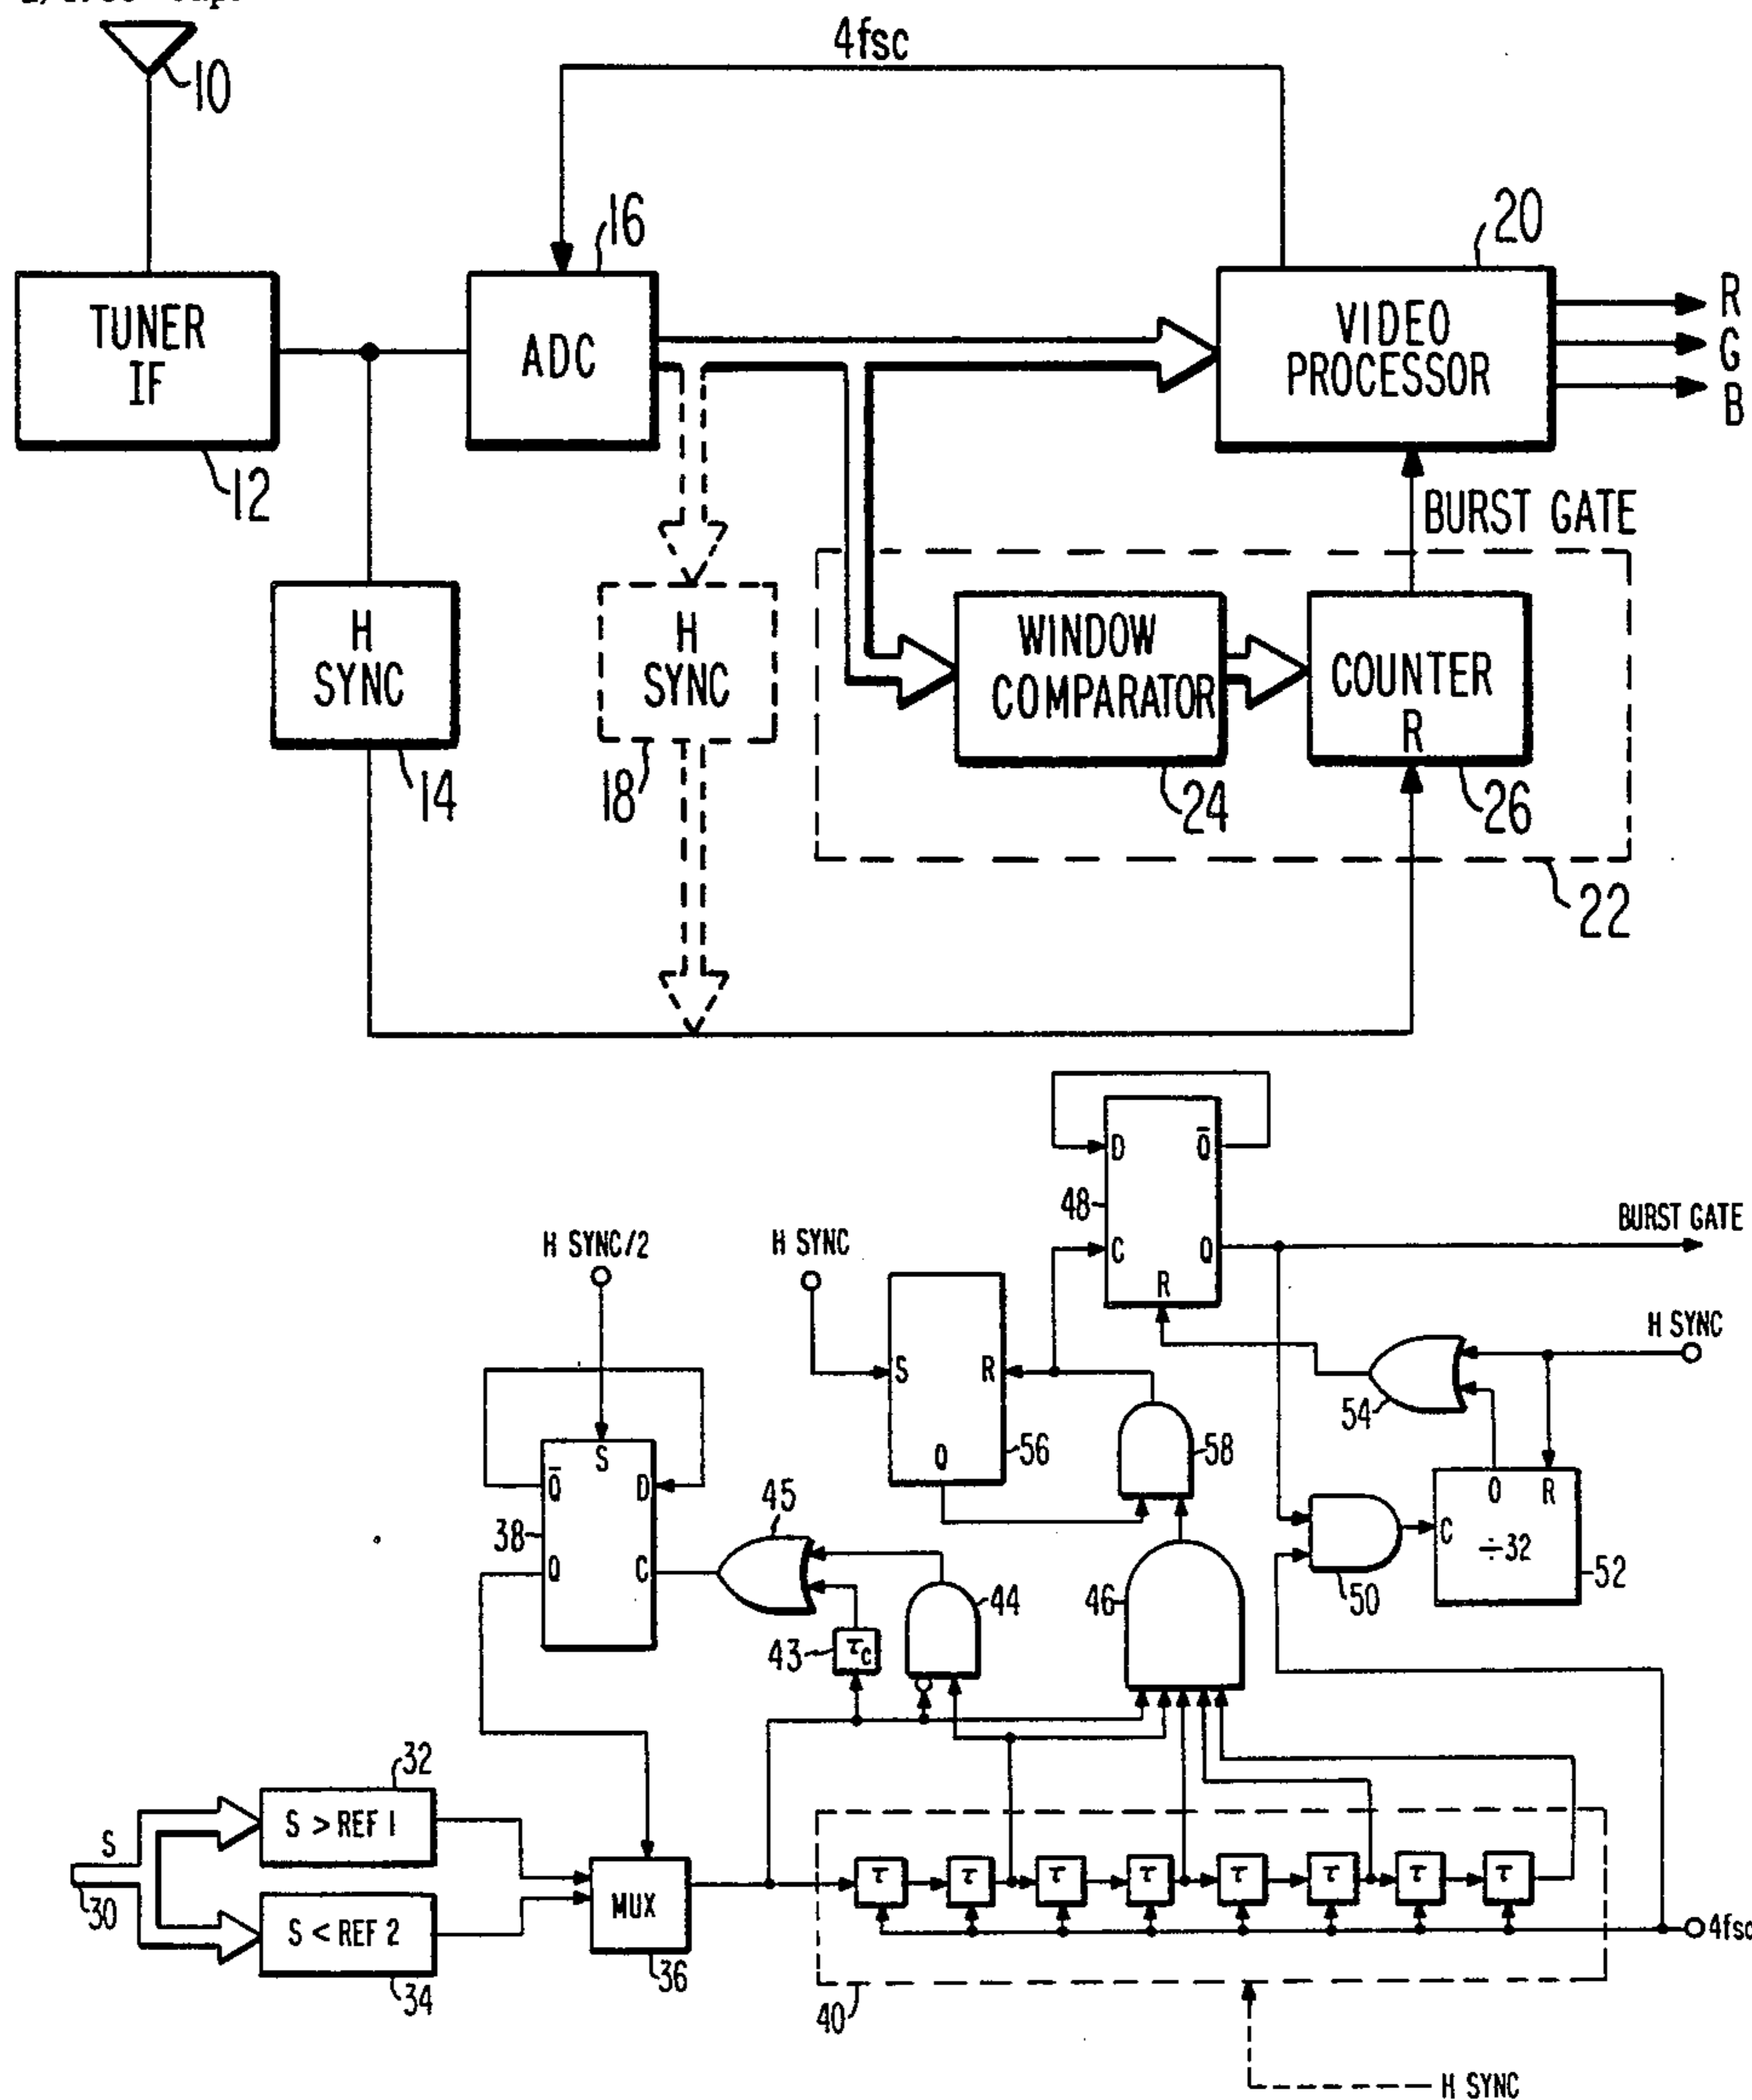 4fsc
10
16
20
TUNER
IF
ADC
VIDEO
PROCESSOR
R
G
B
12
BURST GATE
H
SYNC
H
SYNC
WINDOW
COMPARATOR
COUNTER
R
14
18
24
26
22
D
Q̅
48
C
Q
R
BURST GATE
H SYNC/2
H SYNC
H SYNC
S
R
Q
56
58
54
S
Q̅
D
38
Q
C
45
44
46
43
τc
50
C
O
R
÷32
52
32
S > REF 1
S
30
S < REF 2
34
MUX
36
τ
τ
τ
τ
τ
τ
τ
τ
4fsc
40
H SYNC